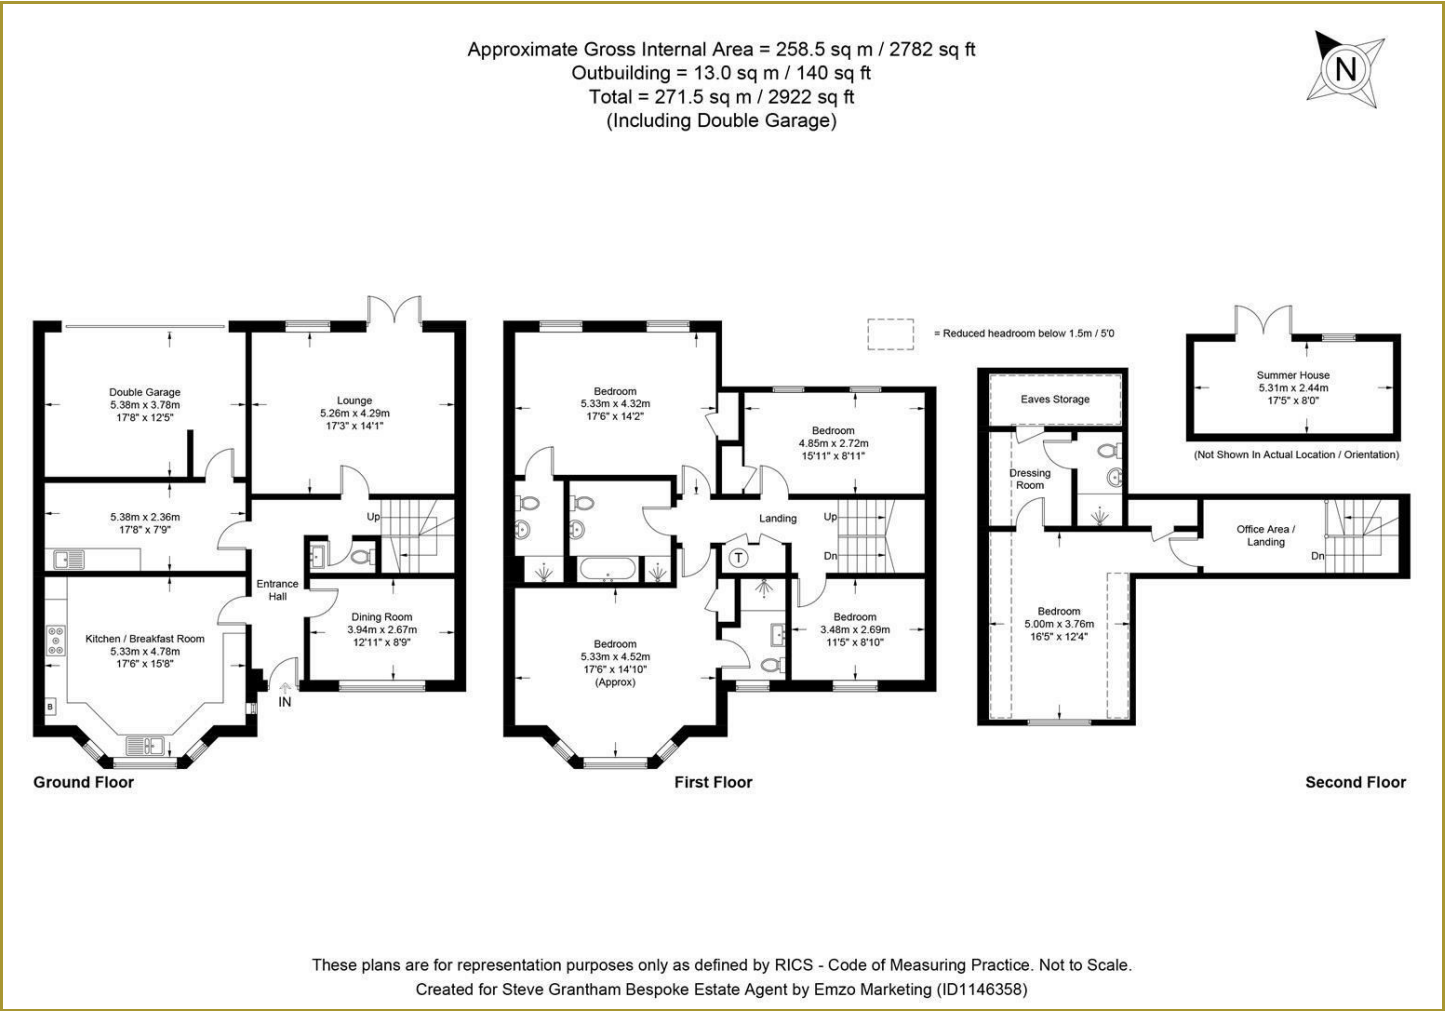 Approximate Gross Internal Area = 258.5 sq m / 2782 sq ft
Outbuilding = 13.0 sq m / 140 sq ft
Total = 271.5 sq m / 2922 sq ft
(Including Double Garage)
N
Double Garage
5.38m x 3.78m
17'8" x 12'5"
Lounge
5.26m x 4.29m
17'3" x 14'1"
5.38m x 2.36m
17'8" x 7'9"
Up
Entrance
Hall
Dining Room
3.94m x 2.67m
12'11" x 8'9"
Kitchen / Breakfast Room
5.33m x 4.78m
17'6" x 15'8"
B
IN
Ground Floor
Bedroom
5.33m x 4.32m
17'6" x 14'2"
Bedroom
4.85m x 2.72m
15'11" x 8'11"
Landing
Up
Dn
T
Bedroom
5.33m x 4.52m
17'6" x 14'10"
(Approx)
Bedroom
3.48m x 2.69m
11'5" x 8'10"
First Floor
= Reduced headroom below 1.5m / 5'0
Eaves Storage
Dressing
Room
Office Area /
Landing
Dn
Bedroom
5.00m x 3.76m
16'5" x 12'4"
Second Floor
Summer House
5.31m x 2.44m
17'5" x 8'0"
(Not Shown In Actual Location / Orientation)
These plans are for representation purposes only as defined by RICS - Code of Measuring Practice. Not to Scale.
Created for Steve Grantham Bespoke Estate Agent by Emzo Marketing (ID1146358)